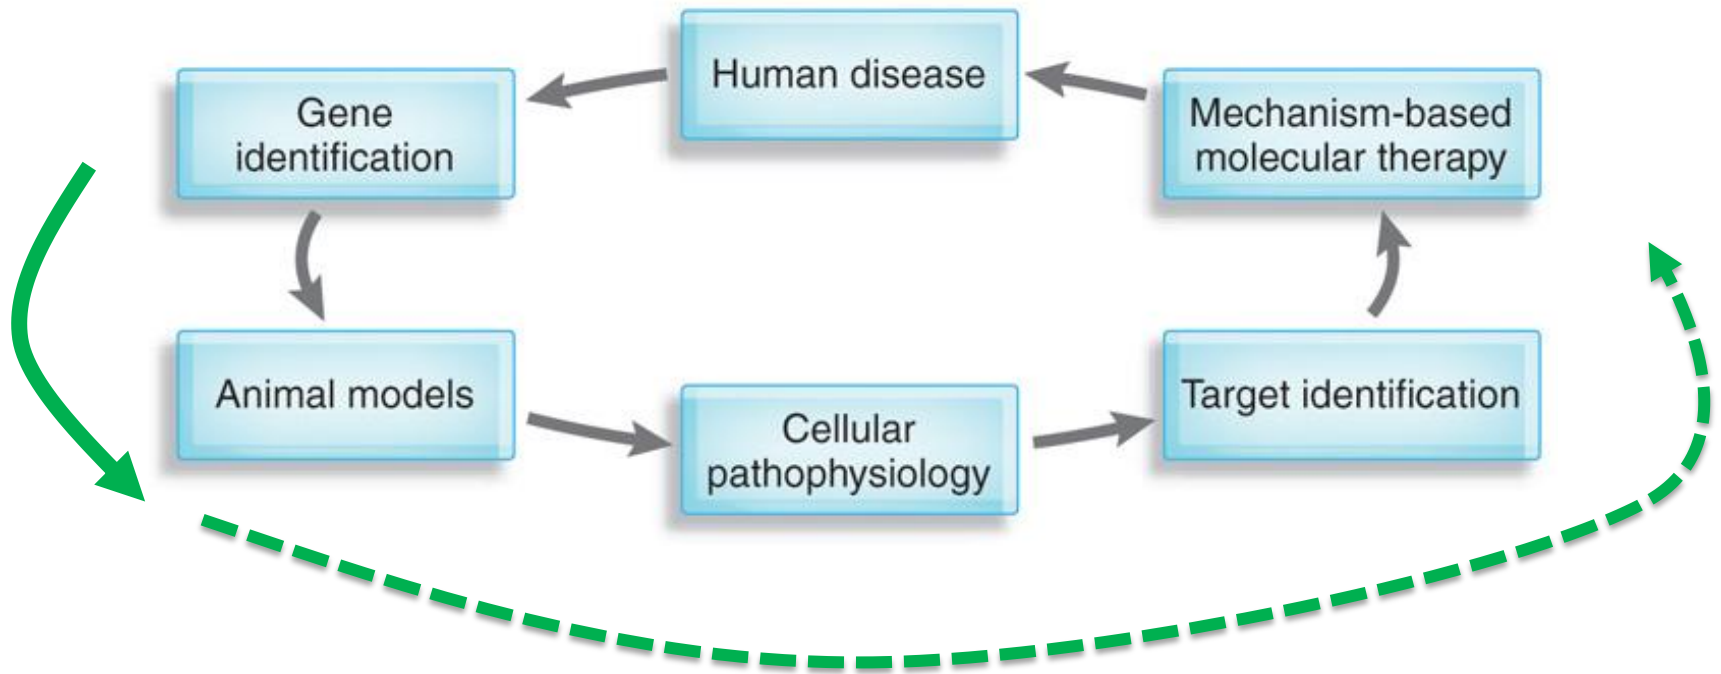 Human disease
Gene
identification
Mechanism-based
molecular therapy
Animal models
Cellular
pathophysiology
Target identification